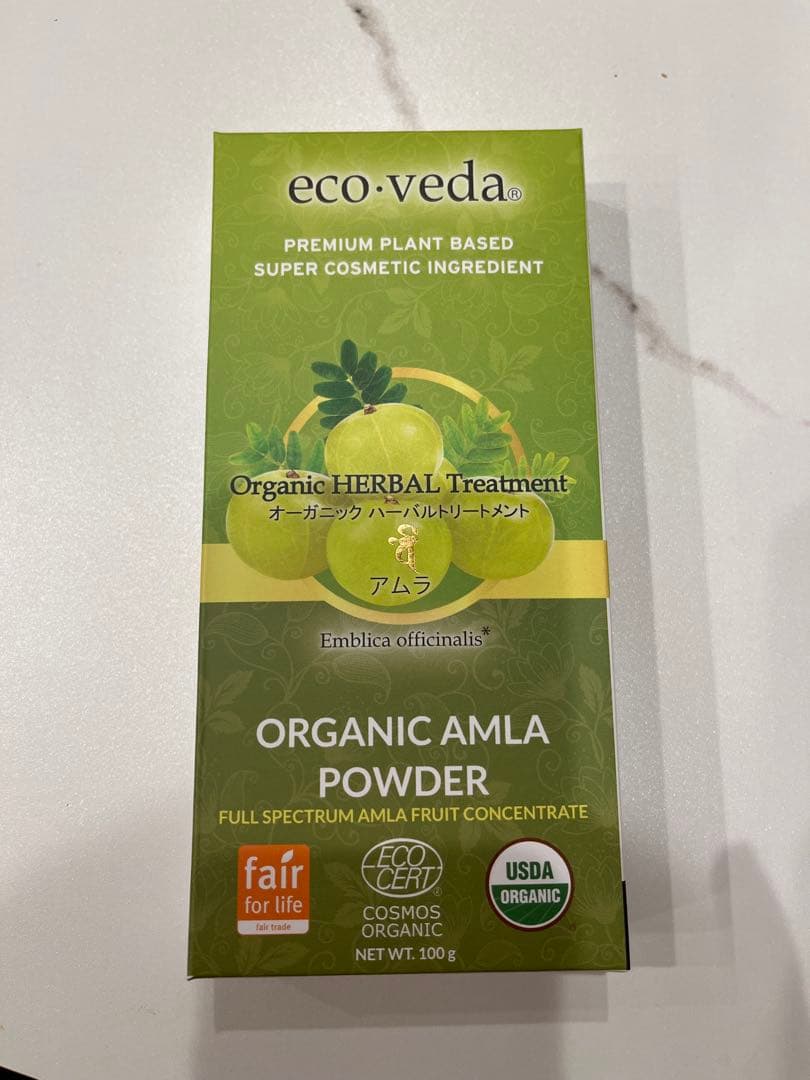 eco·veda®
PREMIUM PLANT BASED
SUPER COSMETIC INGREDIENT
Organic HERBAL Treatment
オーガニック ハーバルトリートメント
アムラ
Emblica officinalis*
ORGANIC AMLA
POWDER
FULL SPECTRUM AMLA FRUIT CONCENTRATE
fair
for life
fair trade
ECO
CERT®
COSMOS
ORGANIC
USDA
ORGANIC
NET WT. 100 g